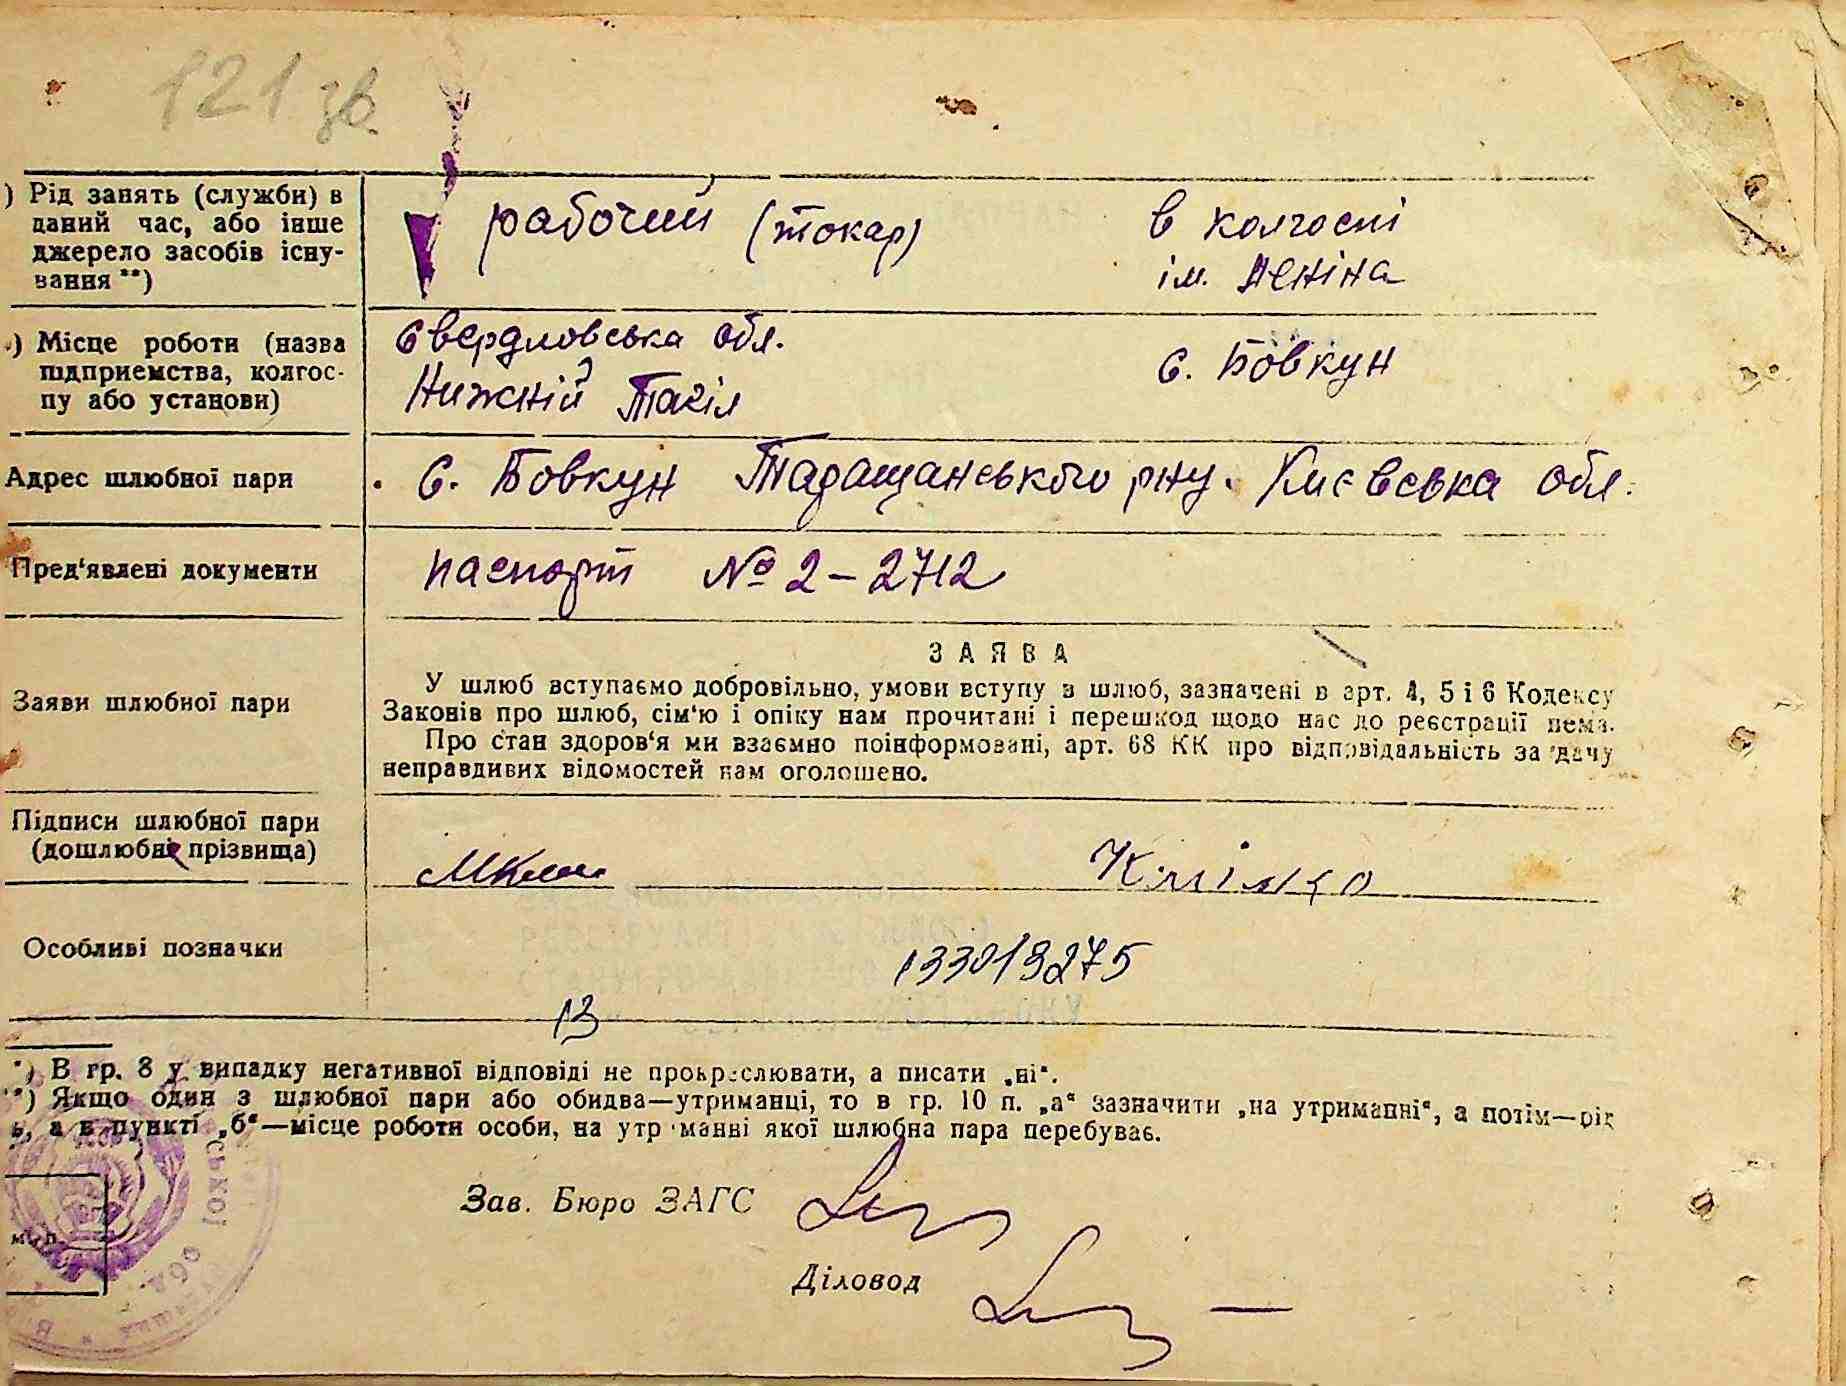 121 зв.
) Рід занять (служби) в даний час, або інше джерело засобів існування **)
рабочий (токар)
в колгоспі
ім. Леніна
) Місце роботи (назва підприємства, колгоспу або установи)
Свердловська обл.
Нижній Тагіл
с. Бовкун
Адрес шлюбної пари
с. Бовкун Таращанського р-ну. Києвська обл.
Пред'явлені документи
паспорт № 2-2712
Заяви шлюбної пари
ЗАЯВА
У шлюб вступаємо добровільно, умови вступу в шлюб, зазначені в арт. 4, 5 і 6 Кодексу
Законів про шлюб, сім'ю і опіку нам прочитані і перешкод щодо нас до реєстрації нема.
Про стан здоров'я ми взаємно поінформовані, арт. 68 КК про відповідальність за дачу
неправдивих відомостей нам оголошено.
Підписи шлюбної пари
(дошлюбні прізвища)
Особливі позначки
133013275
13
*) В гр. 8 у випадку негативної відповіді не прокреслювати, а писати „ні“.
**) Якщо один з шлюбної пари або обидва—утриманці, то в гр. 10 п. „а“ зазначити „на утриманні“, а потім—рід
ь, а в пункті „б“—місце роботи особи, на утриманні якої шлюбна пара перебуває.
Зав. Бюро ЗАГС
Діловод
м. п.
ської обл.